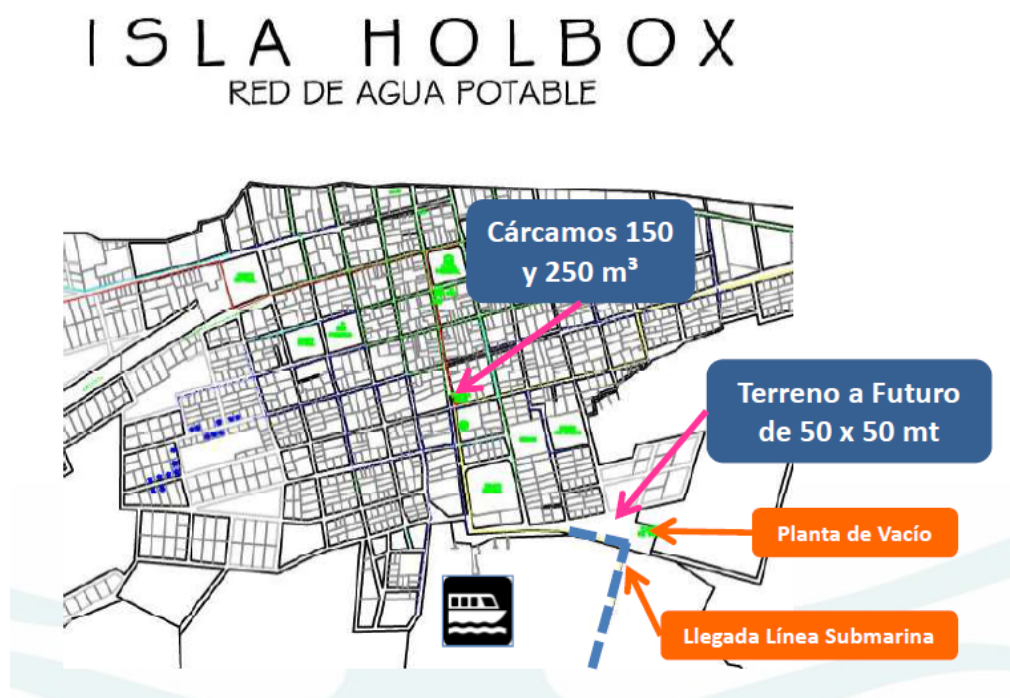 ISLA HOLBOX
RED DE AGUA POTABLE
Cárcamos 150
y 250 m³
Terreno a Futuro
de 50 x 50 mt
Planta de Vacío
Llegada Línea Submarina